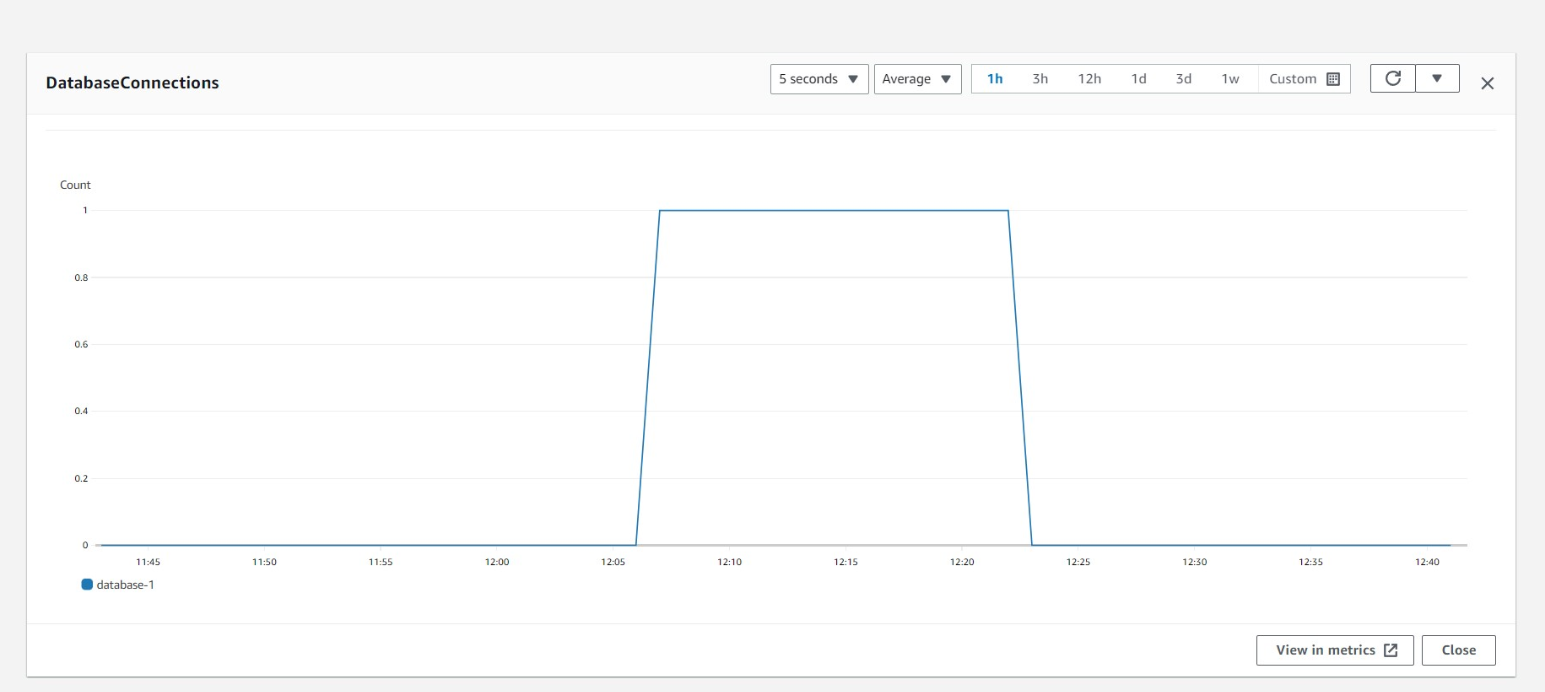 DatabaseConnections
5 seconds Average 1h 3h 12h 1d 3d 1w Custom
Count
1
0.8
0.6
0.4
0.2
0
11:45 11:50 11:55 12:00 12:05 12:10 12:15 12:20 12:25 12:30 12:35 12:40
database-1
View in metrics Close